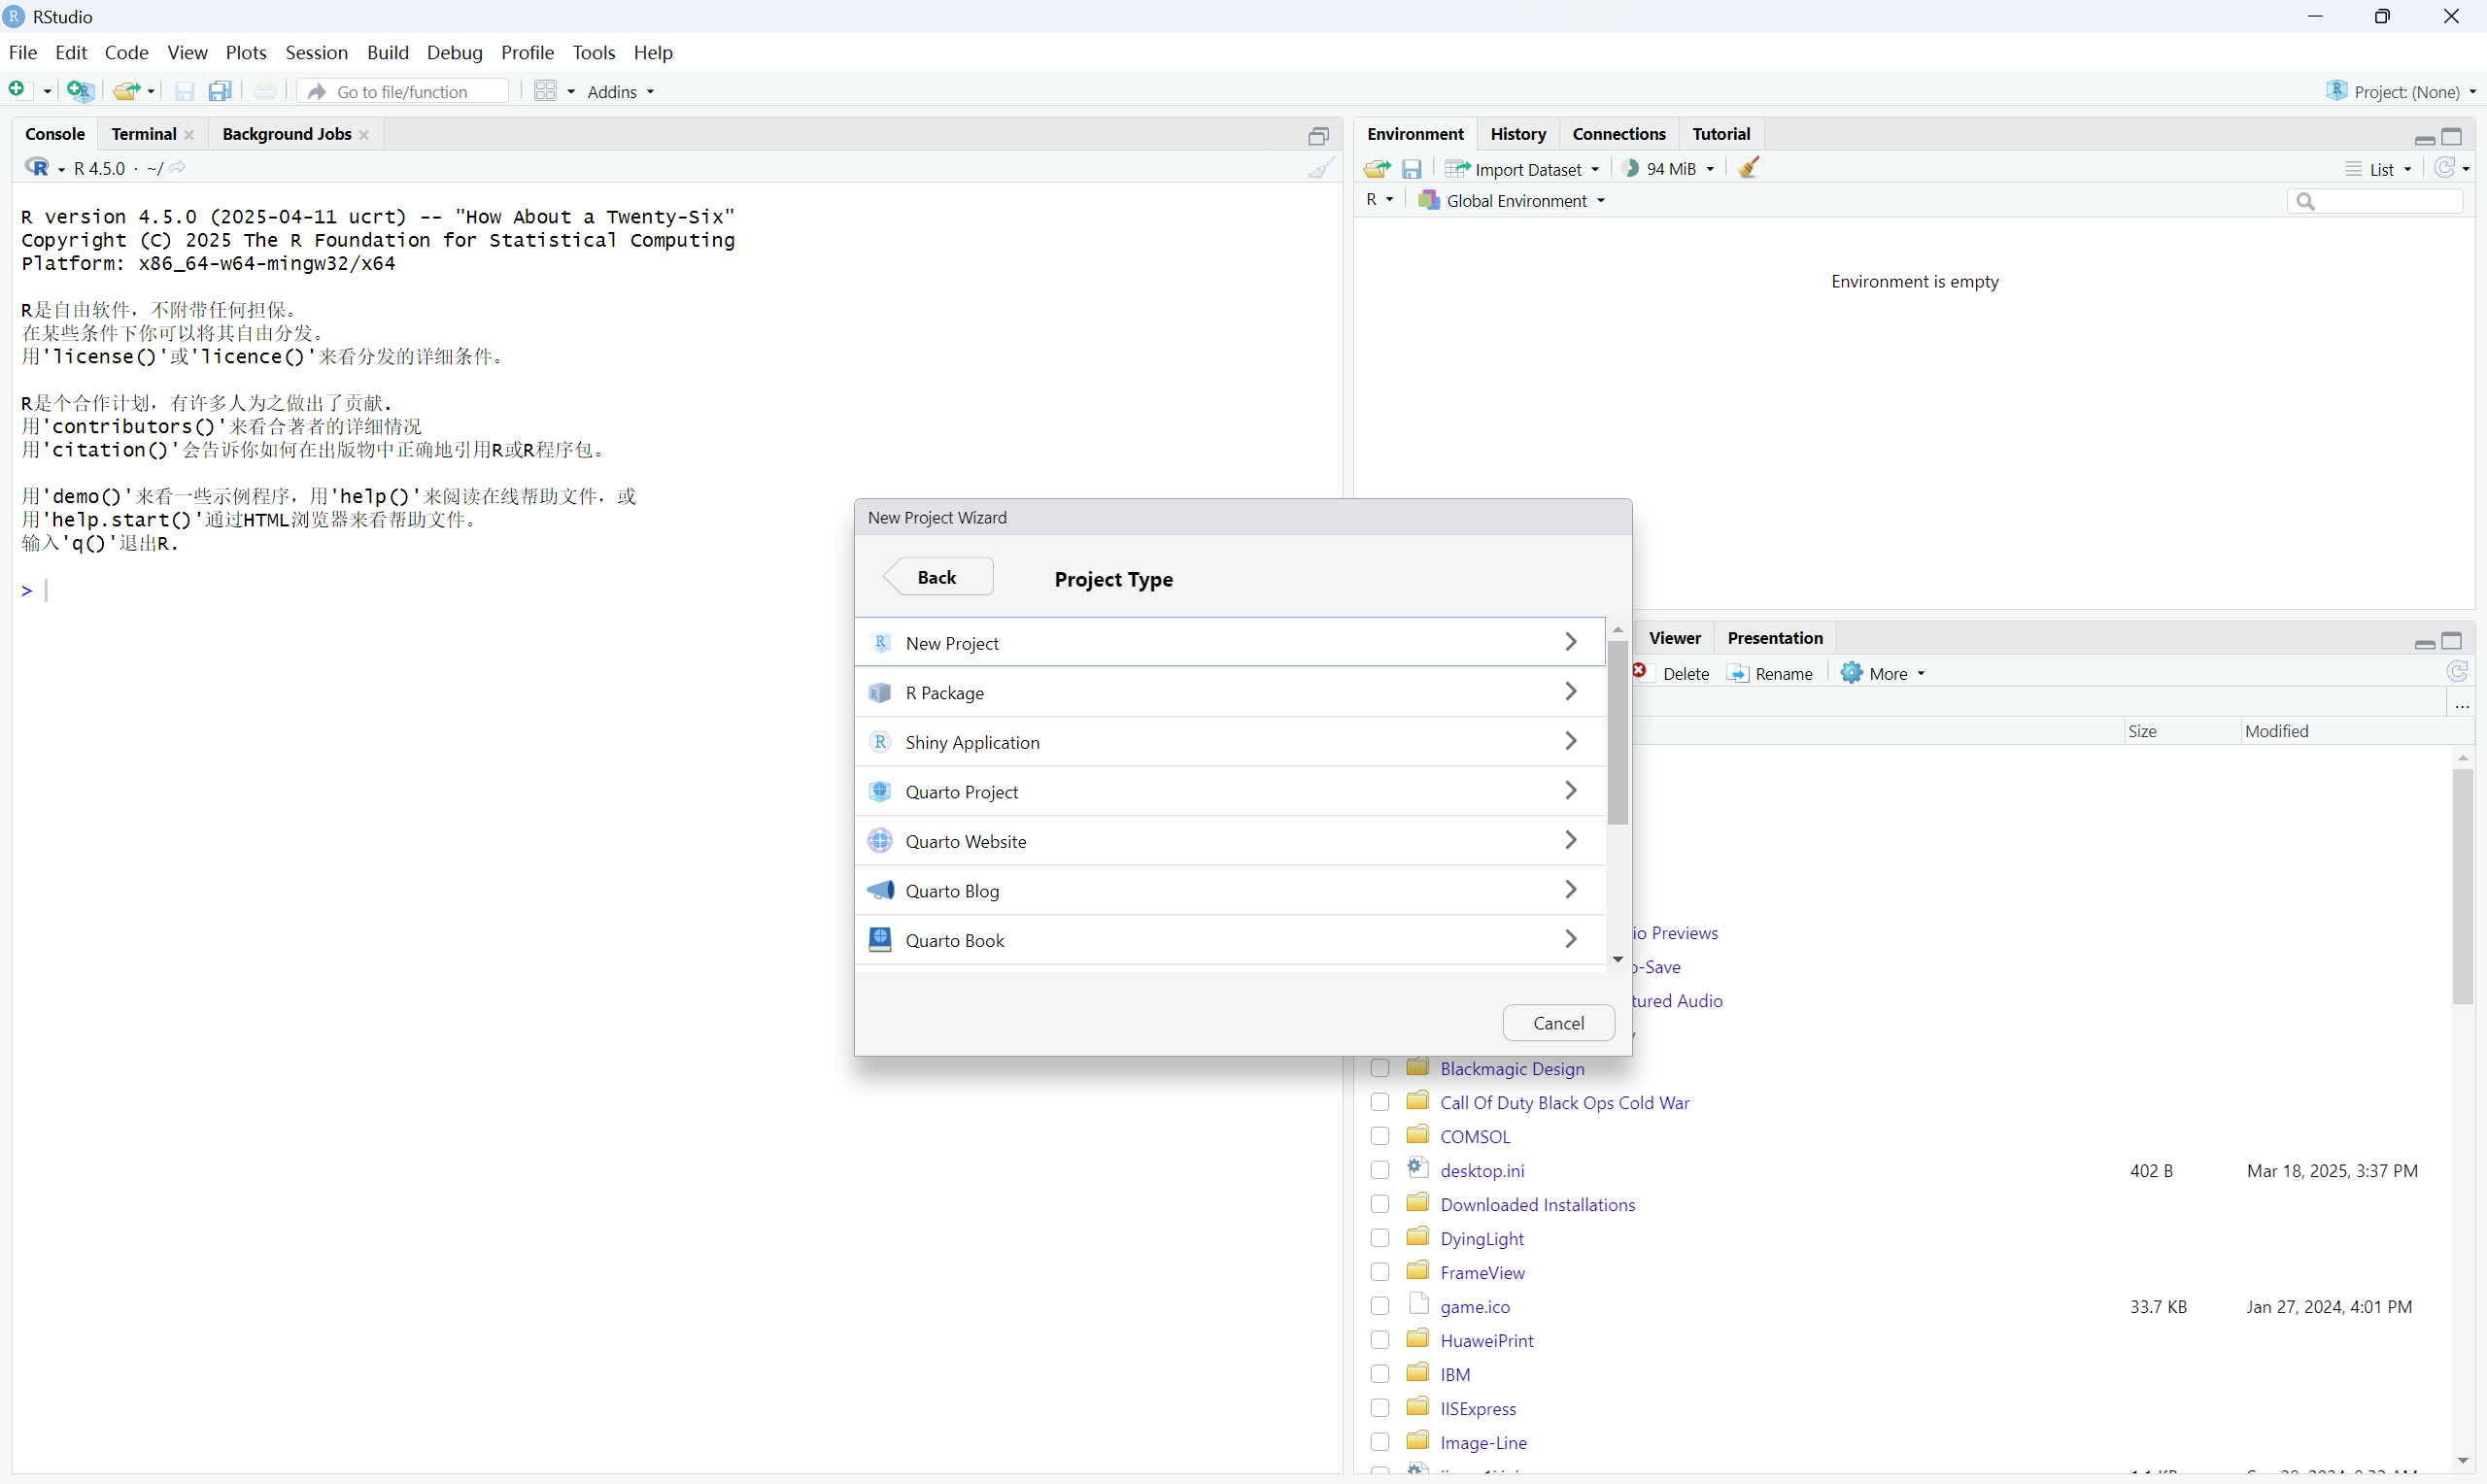 RStudio
File Edit Code View Plots Session Build Debug Profile Tools Help
Go to file/function Addins Project: (None)
Console Terminal Background Jobs
R 4.5.0 · ~/
R version 4.5.0 (2025-04-11 ucrt) -- "How About a Twenty-Six"
Copyright (C) 2025 The R Foundation for Statistical Computing
Platform: x86_64-w64-mingw32/x64
R是自由软件，不附带任何担保。
在某些条件下你可以将其自由分发。
用'license()'或'licence()'来看分发的详细条件。
R是个合作计划，有许多人为之做出了贡献.
用'contributors()'来看合著者的详细情况
用'citation()'会告诉你如何在出版物中正确地引用R或R程序包。
用'demo()'来看一些示例程序，用'help()'来阅读在线帮助文件，或
用'help.start()'通过HTML浏览器来看帮助文件。
输入'q()'退出R.
>
Environment History Connections Tutorial
Import Dataset 94 MiB List
R Global Environment
Environment is empty
New Project Wizard
Back Project Type
New Project
R Package
Shiny Application
Quarto Project
Quarto Website
Quarto Blog
Quarto Book
Cancel
Viewer Presentation
Delete Rename More
...
Size Modified
io Previews
-Save
tured Audio
Blackmagic Design
Call Of Duty Black Ops Cold War
COMSOL
desktop.ini 402 B Mar 18, 2025, 3:37 PM
Downloaded Installations
DyingLight
FrameView
game.ico 33.7 KB Jan 27, 2024, 4:01 PM
HuaweiPrint
IBM
IISExpress
Image-Line